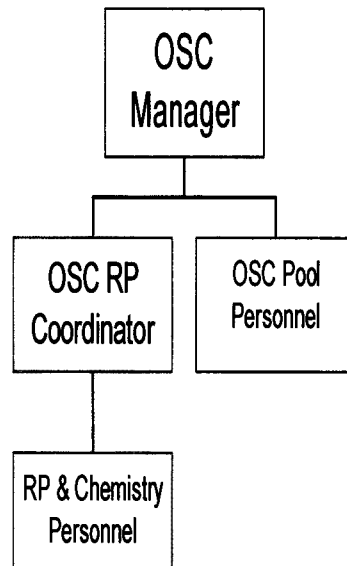 OSC
Manager
OSC RP
Coordinator
OSC Pool
Personnel
RP & Chemistry
Personnel